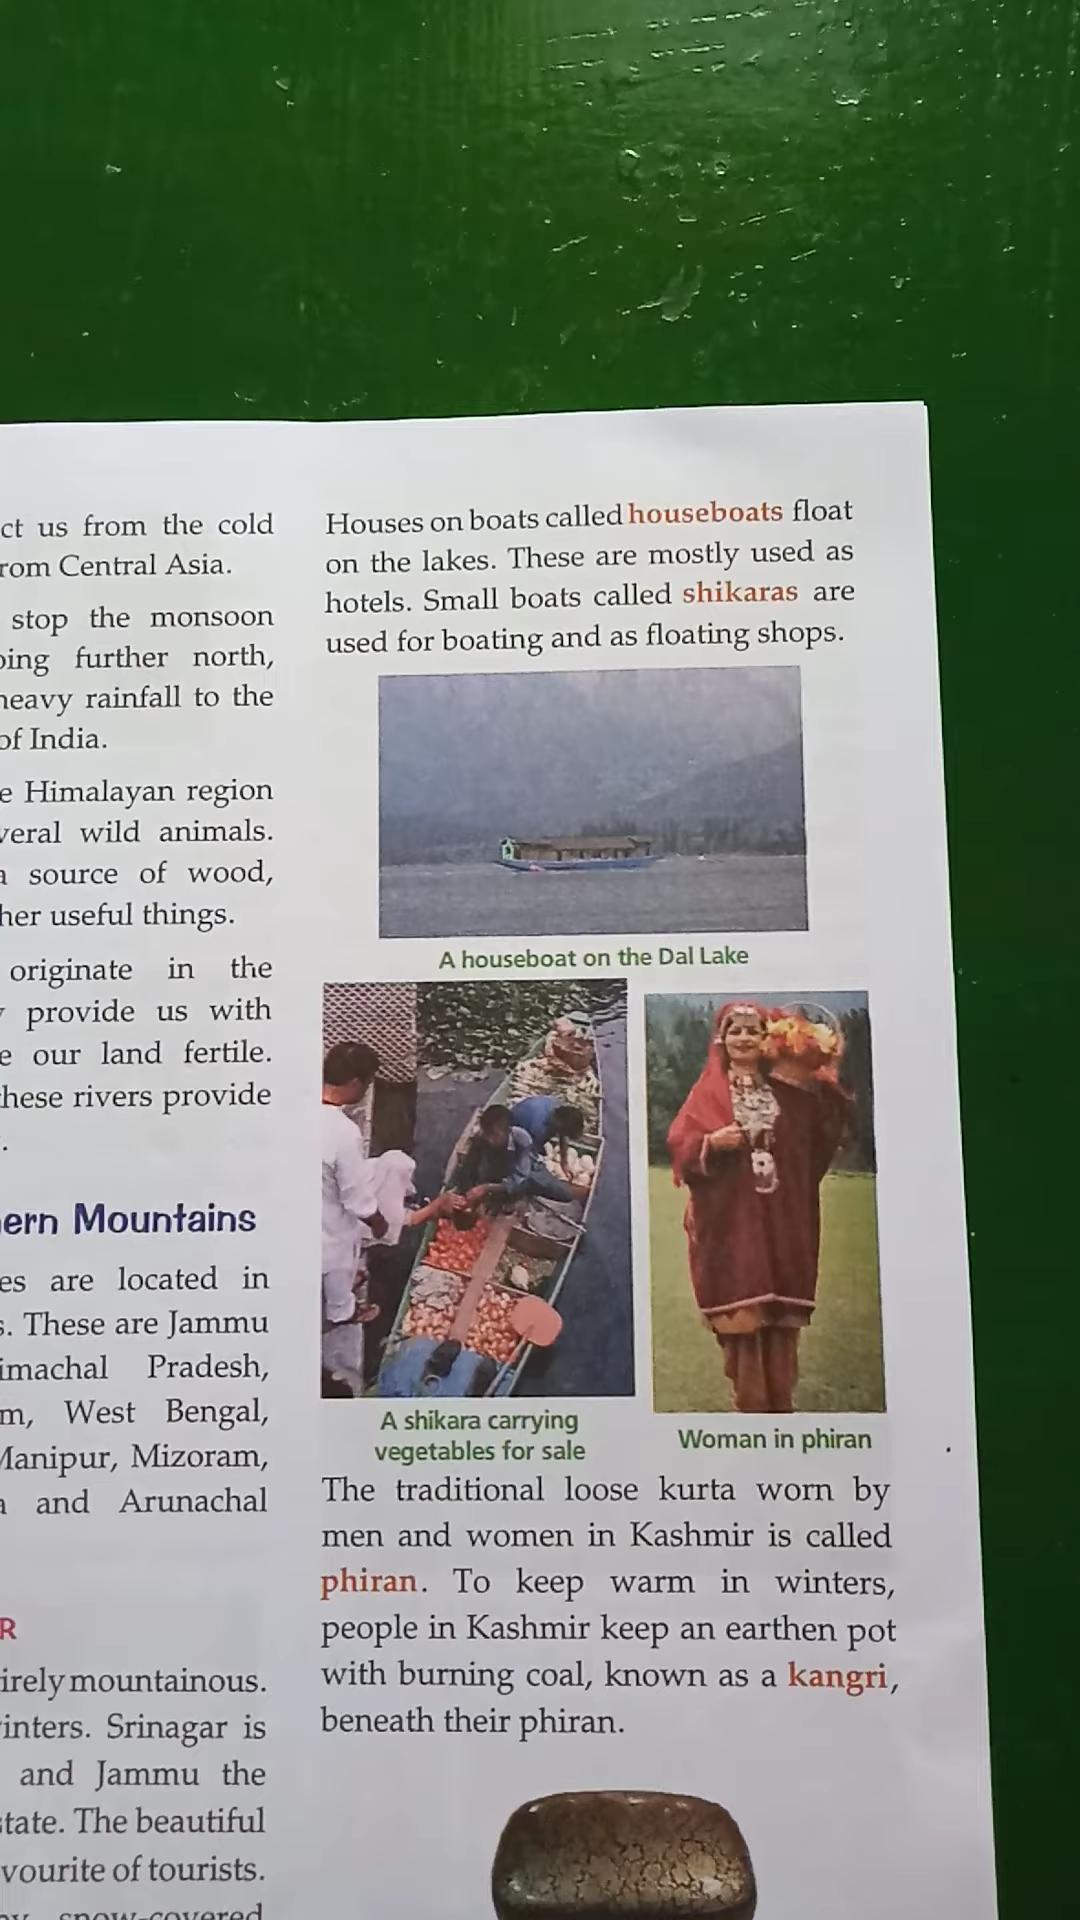 ct us from the cold
rom Central Asia.
stop the monsoon
further north,
heavy rainfall to the
of India.
e Himalayan region
veral wild animals.
a source of wood,
her useful things.
originate in the
provide us with
e our land fertile.
these rivers provide
.
ern Mountains
es are located in
s. These are Jammu
imachal Pradesh,
m, West Bengal,
Manipur, Mizoram,
a and Arunachal
R
irely mountainous.
inters. Srinagar is
and Jammu the
state. The beautiful
vourite of tourists.
snow-covered
Houses on boats called houseboats float
on the lakes. These are mostly used as
hotels. Small boats called shikaras are
used for boating and as floating shops.
A houseboat on the Dal Lake
A shikara carrying
vegetables for sale
Woman in phiran
The traditional loose kurta worn by
men and women in Kashmir is called
phiran. To keep warm in winters,
people in Kashmir keep an earthen pot
with burning coal, known as a kangri,
beneath their phiran.